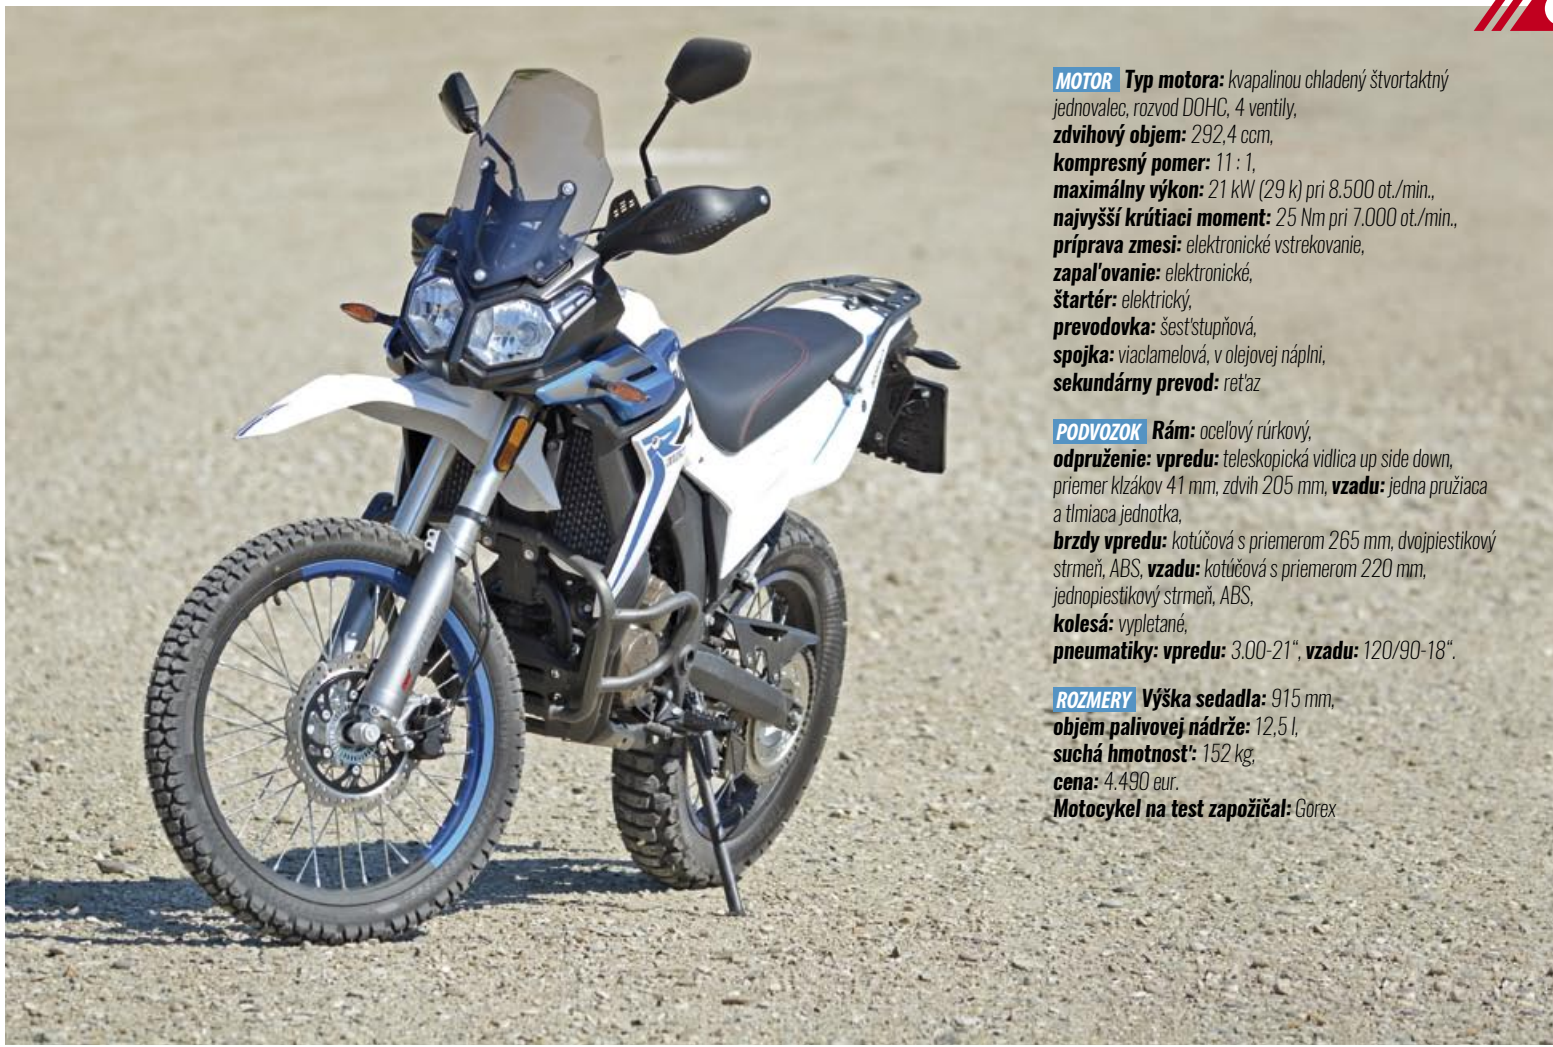 MOTOR Typ motora: kvapalinou chladený štvortaktný
jednovalec, rozvod DOHC, 4 ventily,
zdvihový objem: 292,4 ccm,
kompresný pomer: 11 : 1,
maximálny výkon: 21 kW (29 k) pri 8.500 ot./min.,
najvyšší krútiaci moment: 25 Nm pri 7.000 ot./min.,
príprava zmesi: elektronické vstrekovanie,
zapaľovanie: elektronické,
štartér: elektrický,
prevodovka: šesťstupňová,
spojka: viaclamelová, v olejovej náplni,
sekundárny prevod: reťaz
PODVOZOK Rám: oceľový rúrkový,
odpruženie: vpredu: teleskopická vidlica up side down,
priemer klzákov 41 mm, zdvih 205 mm, vzadu: jedna pružiaca
a tlmiaca jednotka,
brzdy vpredu: kotúčová s priemerom 265 mm, dvojpiestikový
strmeň, ABS, vzadu: kotúčová s priemerom 220 mm,
jednopiestikový strmeň, ABS,
kolesá: vypletané,
pneumatiky: vpredu: 3.00-21“, vzadu: 120/90-18“.
ROZMERY Výška sedadla: 915 mm,
objem palivovej nádrže: 12,5 l,
suchá hmotnosť: 152 kg,
cena: 4.490 eur.
Motocykel na test zapožičal: Gorex